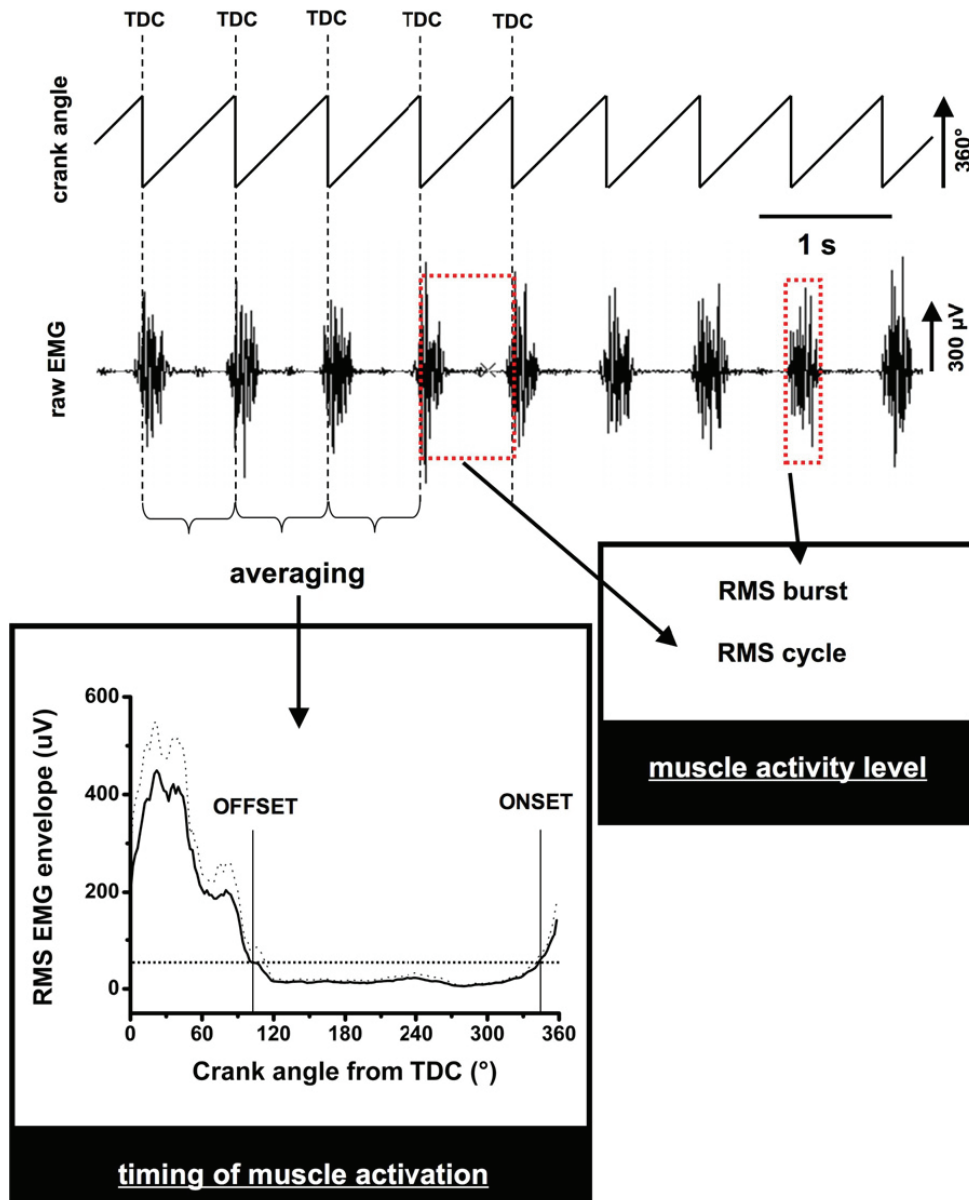 TDC TDC TDC TDC TDC
crank angle
360°
1 s
raw EMG
300 µV
averaging
RMS burst
RMS cycle
muscle activity level
RMS EMG envelope (uV)
600
400
200
0
OFFSET
ONSET
0 60 120 180 240 300 360
Crank angle from TDC (°)
timing of muscle activation